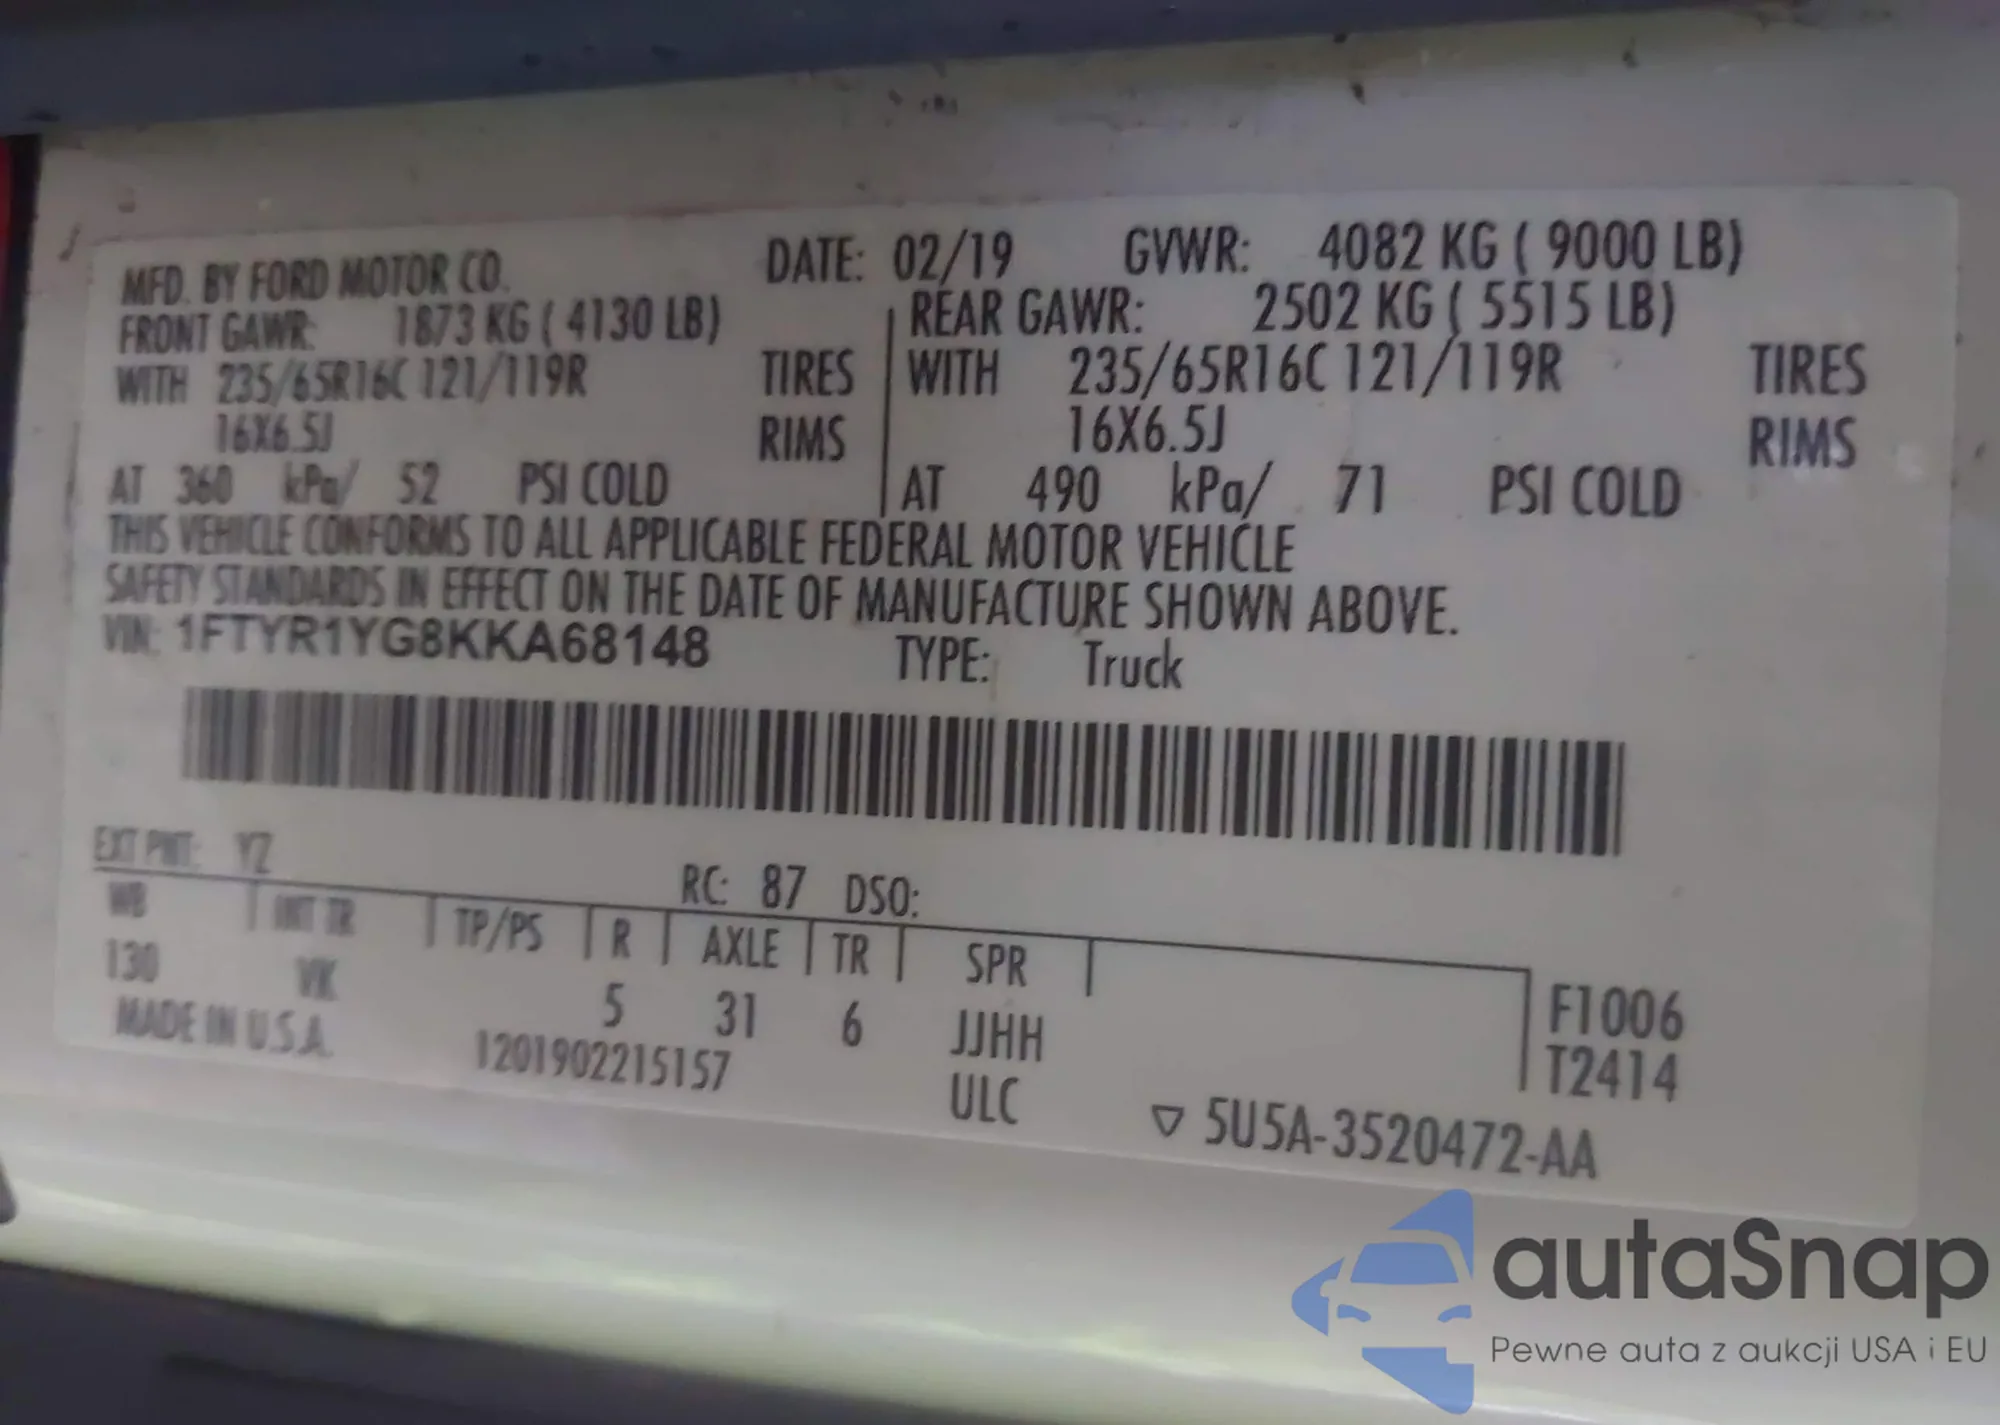 MFD. BY FORD MOTOR CO. DATE: 02/19 GVWR: 4082 KG ( 9000 LB)
FRONT GAWR: 1873 KG ( 4130 LB) REAR GAWR: 2502 KG ( 5515 LB)
WITH 235/65R16C 121/119R TIRES WITH 235/65R16C 121/119R TIRES
16X6.5J RIMS 16X6.5J RIMS
AT 360 kPa/ 52 PSI COLD AT 490 kPa/ 71 PSI COLD
THIS VEHICLE CONFORMS TO ALL APPLICABLE FEDERAL MOTOR VEHICLE
SAFETY STANDARDS IN EFFECT ON THE DATE OF MANUFACTURE SHOWN ABOVE.
VIN: 1FTYR1YG8KKA68148 TYPE: Truck
EXT PNT: YZ RC: 87 DSO:
WB INT TR TP/PS R AXLE TR SPR
130 VK 5 31 6 JJHH F1006
MADE IN U.S.A. 1201902215157 ULC T2414
▽ 5U5A-3520472-AA
autaSnap
Pewne auta z aukcji USA i EU